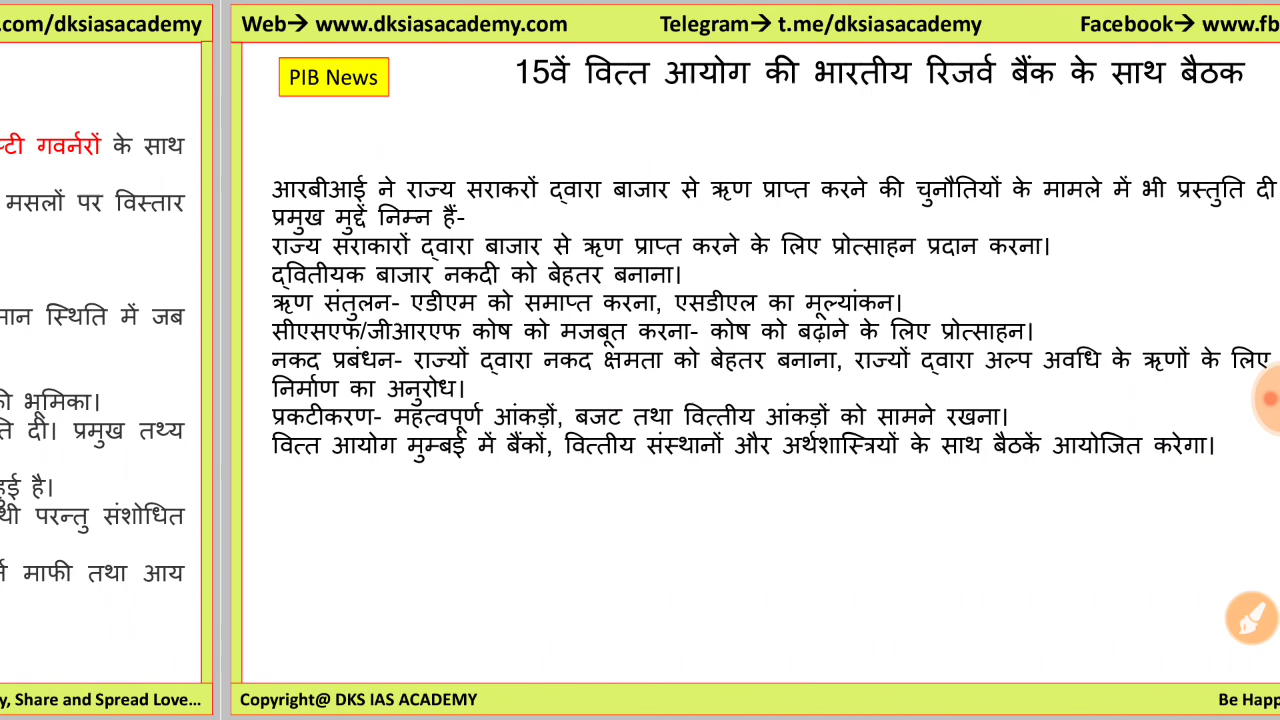 .com/dksiasacademy
Web→ www.dksiasacademy.com
Telegram→ t.me/dksiasacademy
Facebook→ www.fb
PIB News
15वें वित्त आयोग की भारतीय रिजर्व बैंक के साथ बैठक
गवर्नरों के साथ
मसलों पर विस्तार
स्थिति में जब
भूमिका।
दी। प्रमुख तथ्य
हुई है।
थी परन्तु संशोधित
माफी तथा आय
आरबीआई ने राज्य सराकरों द्वारा बाजार से ऋण प्राप्त करने की चुनौतियों के मामले में भी प्रस्तुति दी
प्रमुख मुद्दें निम्न हैं-
राज्य सराकारों द्वारा बाजार से ऋण प्राप्त करने के लिए प्रोत्साहन प्रदान करना।
द्वितीयक बाजार नकदी को बेहतर बनाना।
ऋण संतुलन- एडीएम को समाप्त करना, एसडीएल का मूल्यांकन।
सीएसएफ/जीआरएफ कोष को मजबूत करना- कोष को बढ़ाने के लिए प्रोत्साहन।
नकद प्रबंधन- राज्यों द्वारा नकद क्षमता को बेहतर बनाना, राज्यों द्वारा अल्प अवधि के ऋणों के लिए
निर्माण का अनुरोध।
प्रकटीकरण- महत्वपूर्ण आंकड़ों, बजट तथा वित्तीय आंकड़ों को सामने रखना।
वित्त आयोग मुम्बई में बैंकों, वित्तीय संस्थानों और अर्थशास्त्रियों के साथ बैठकें आयोजित करेगा।
y, Share and Spread Love...
Copyright@ DKS IAS ACADEMY
Be Happ